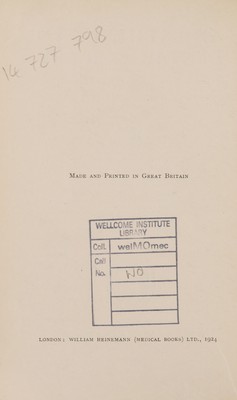 14 727 798
MADE AND PRINTED IN GREAT BRITAIN
WELLCOME INSTITUTE
LIBRARY
Coll. welMOmec
Call
No. WO
LONDON: WILLIAM HEINEMANN (MEDICAL BOOKS) LTD., 1924